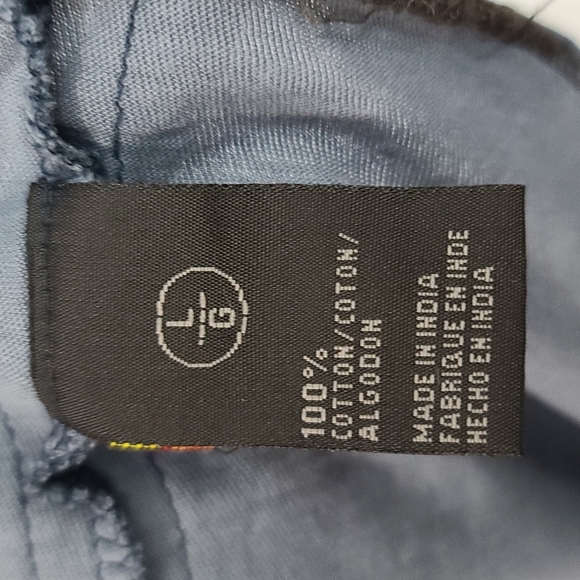 L
G
100%
COTTON/COTON/
ALGODON
MADE IN INDIA
FABRIQUE EN INDE
HECHO EN INDIA